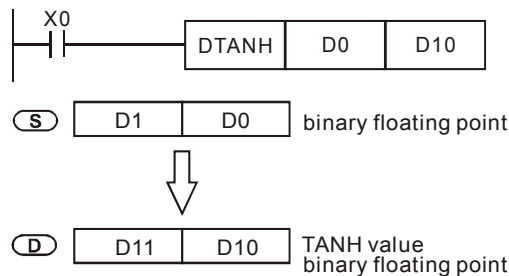 X0
DTANH D0 D10
S D1 D0 binary floating point
D D11 D10 TANH value
binary floating point